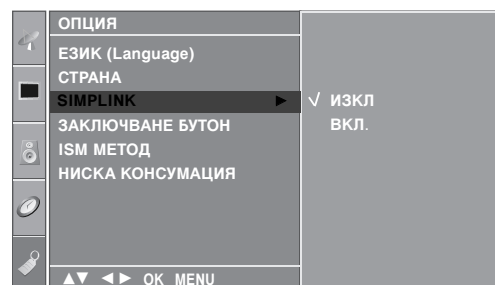 ОПЦИЯ
ЕЗИК (Language)
СТРАНА
SIMPLINK ►
√ ИЗКЛ
ВКЛ.
ЗАКЛЮЧВАНЕ БУТОН
ISM МЕТОД
НИСКА КОНСУМАЦИЯ
▲▼ ◄► OK MENU